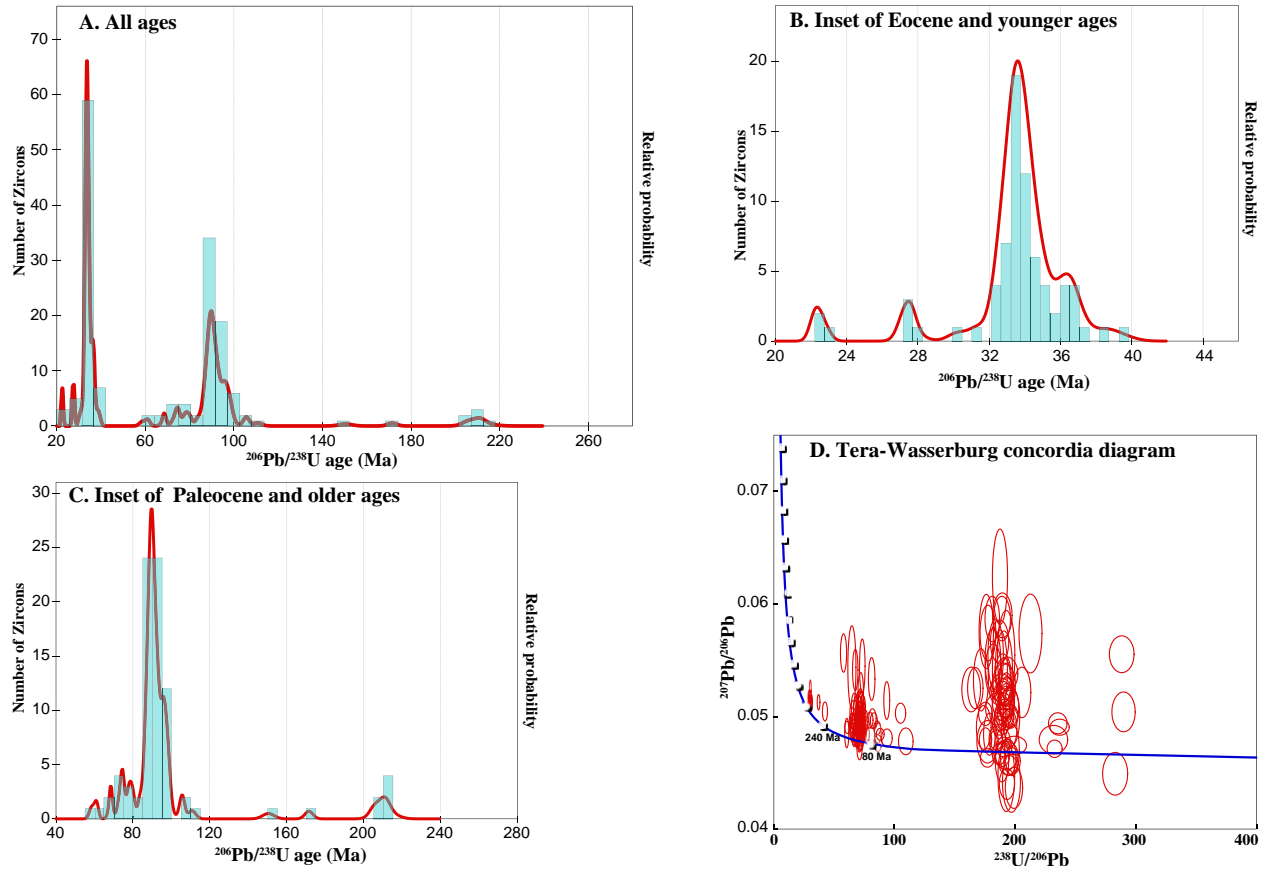 A. All ages
70
60
50
40
30
20
10
0
20 60 100 140 180 220 260
Number of Zircons
Relative probability
²⁰⁶Pb/²³⁸U age (Ma)
B. Inset of Eocene and younger ages
20
15
10
5
0
20 24 28 32 36 40 44
Number of Zircons
Relative probability
²⁰⁶Pb/²³⁸U age (Ma)
C. Inset of Paleocene and older ages
30
25
20
15
10
5
0
40 80 120 160 200 240 280
Number of Zircons
Relative probability
²⁰⁶Pb/²³⁸U age (Ma)
D. Tera-Wasserburg concordia diagram
0.07
0.06
0.05
0.04
240 Ma
80 Ma
0 100 200 300 400
²⁰⁷Pb/²⁰⁶Pb
²³⁸U/²⁰⁶Pb